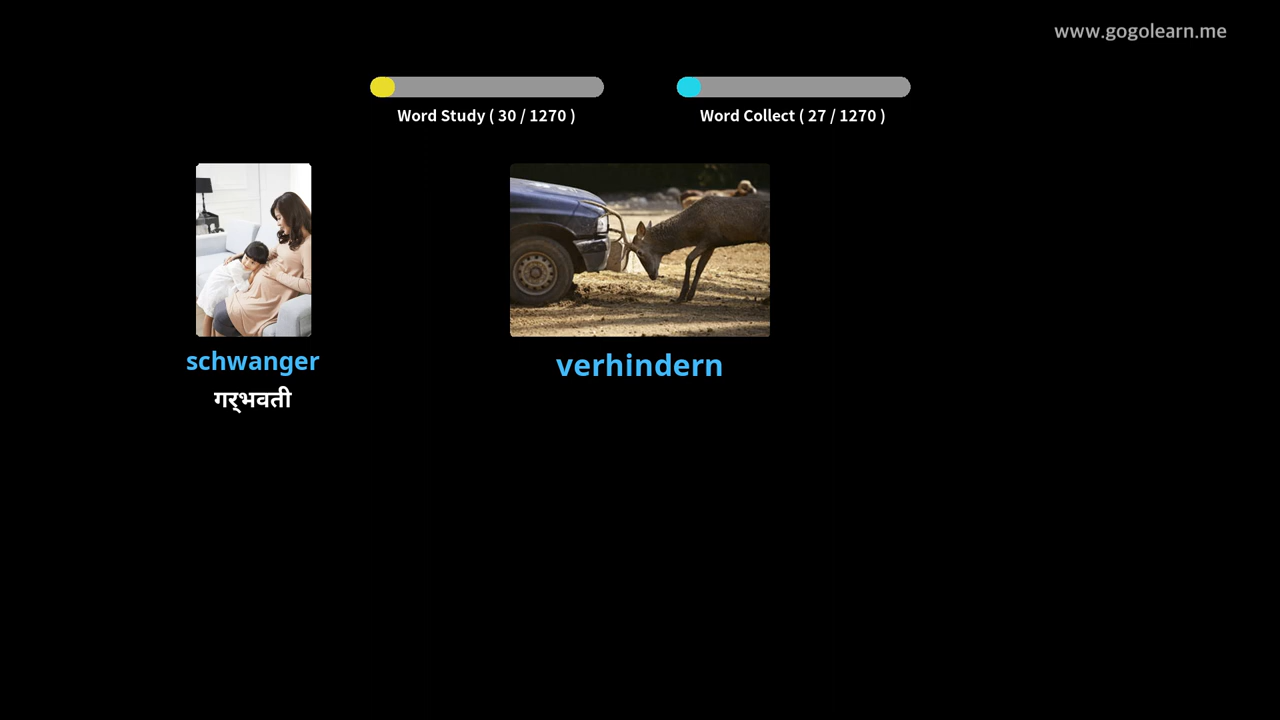 www.gogolearn.me
Word Study ( 30 / 1270 )
Word Collect ( 27 / 1270 )
schwanger
गर्भवती
verhindern